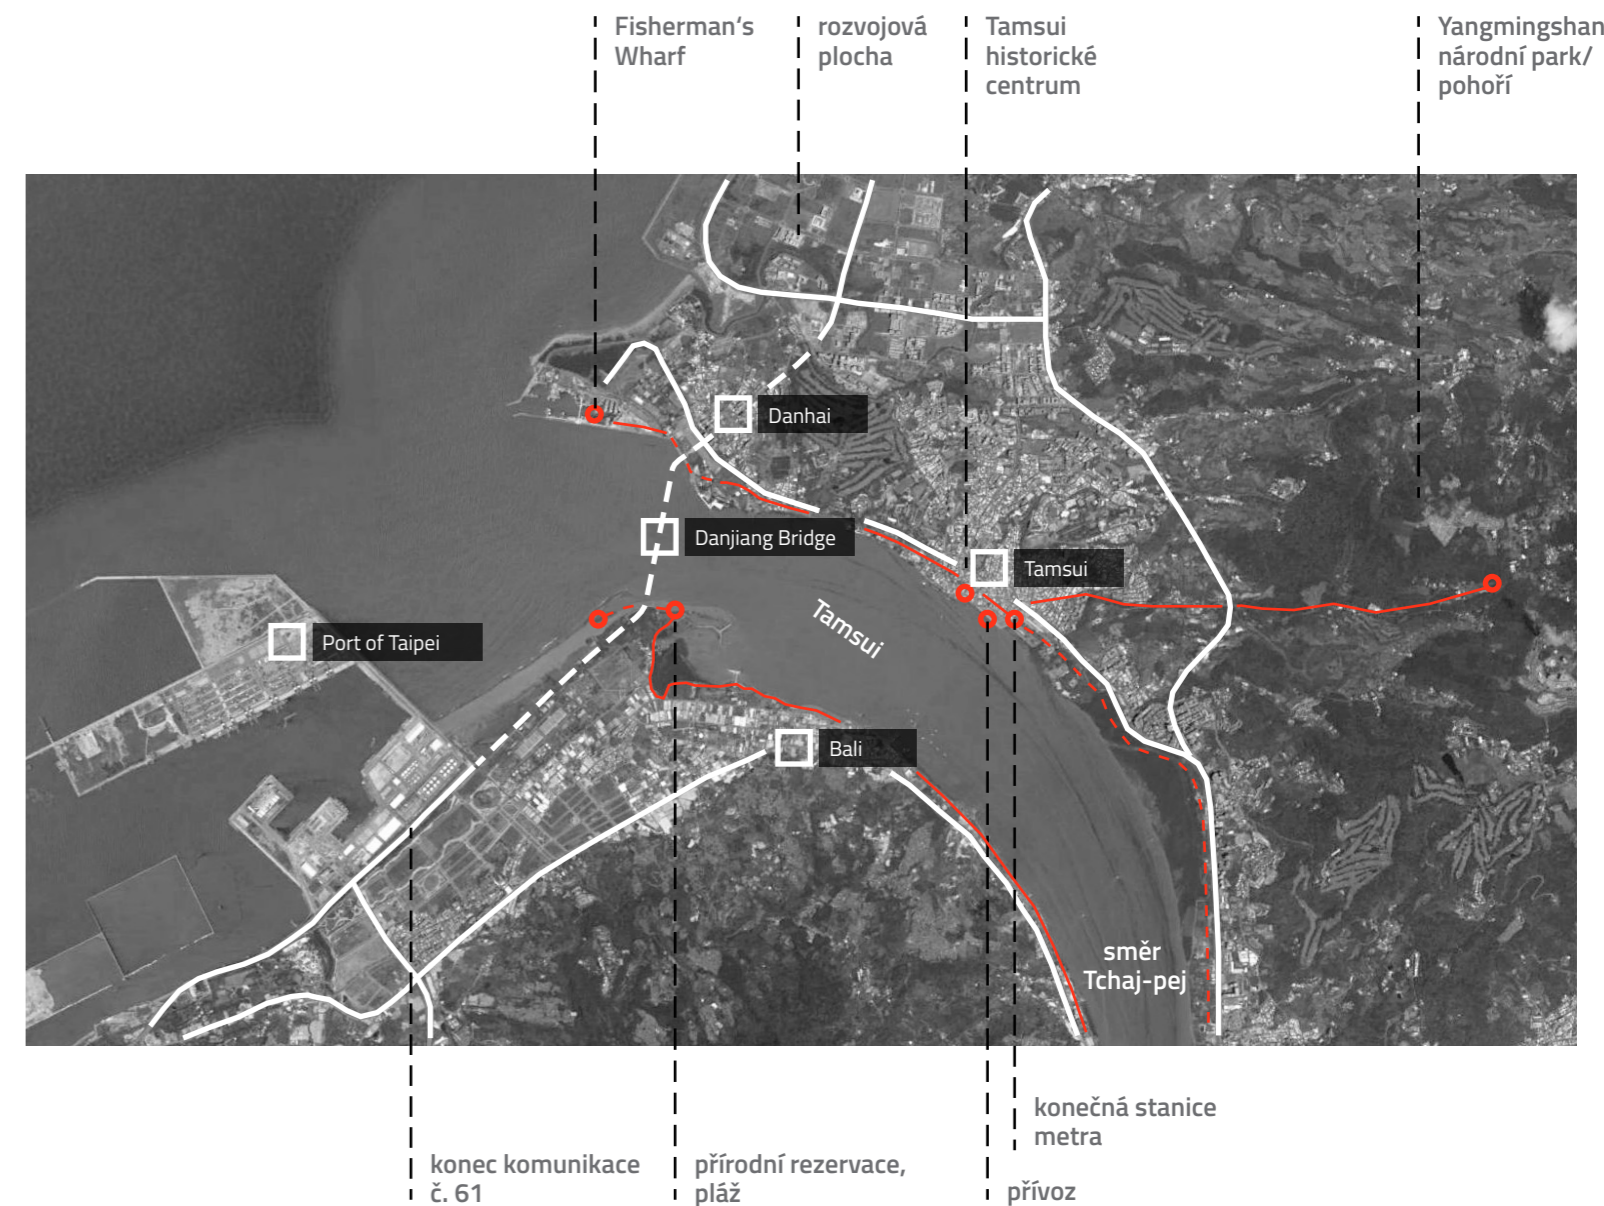 Fisherman‘s
Wharf
rozvojová
plocha
Tamsui
historické
centrum
Yangmingshan
národní park/
pohoří
Danhai
Danjiang Bridge
Tamsui
Tamsui
Port of Taipei
Bali
směr
Tchaj-pej
konečná stanice
metra
konec komunikace
č. 61
přírodní rezervace,
pláž
přívoz